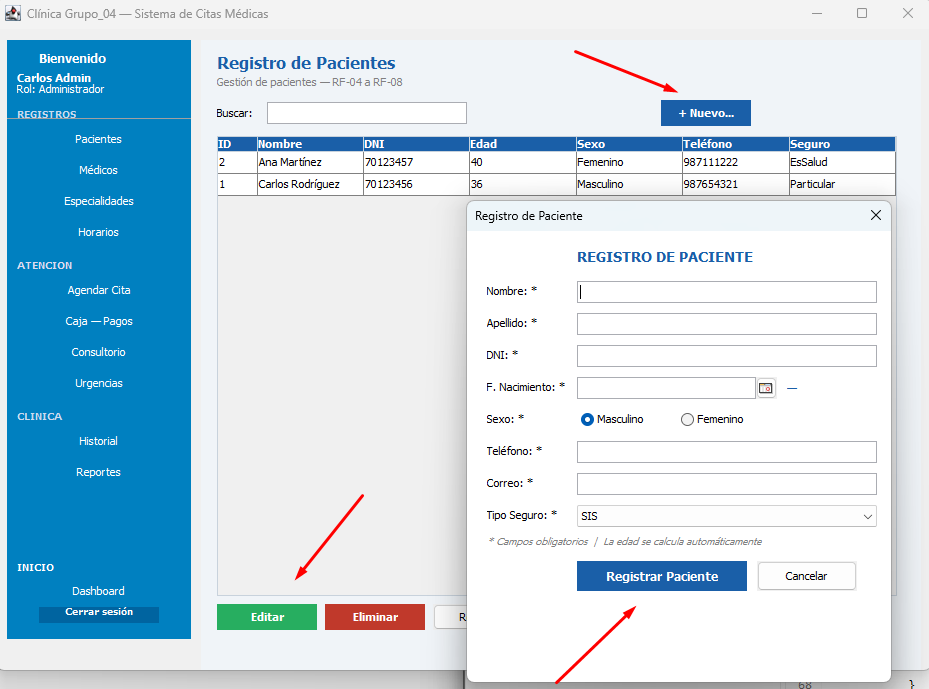 Clínica Grupo_04 — Sistema de Citas Médicas
Bienvenido
Carlos Admin
Rol: Administrador
REGISTROS
Pacientes
Médicos
Especialidades
Horarios
ATENCION
Agendar Cita
Caja — Pagos
Consultorio
Urgencias
CLINICA
Historial
Reportes
INICIO
Dashboard
Cerrar sesión
Registro de Pacientes
Gestión de pacientes — RF-04 a RF-08
Buscar:
+ Nuevo...
ID Nombre DNI Edad Sexo Teléfono Seguro
2 Ana Martínez 70123457 40 Femenino 987111222 EsSalud
1 Carlos Rodríguez 70123456 36 Masculino 987654321 Particular
Editar Eliminar R
Registro de Paciente
REGISTRO DE PACIENTE
Nombre: *
Apellido: *
DNI: *
F. Nacimiento: * —
Sexo: * Masculino Femenino
Teléfono: *
Correo: *
Tipo Seguro: * SIS
* Campos obligatorios / La edad se calcula automáticamente
Registrar Paciente Cancelar
68 }